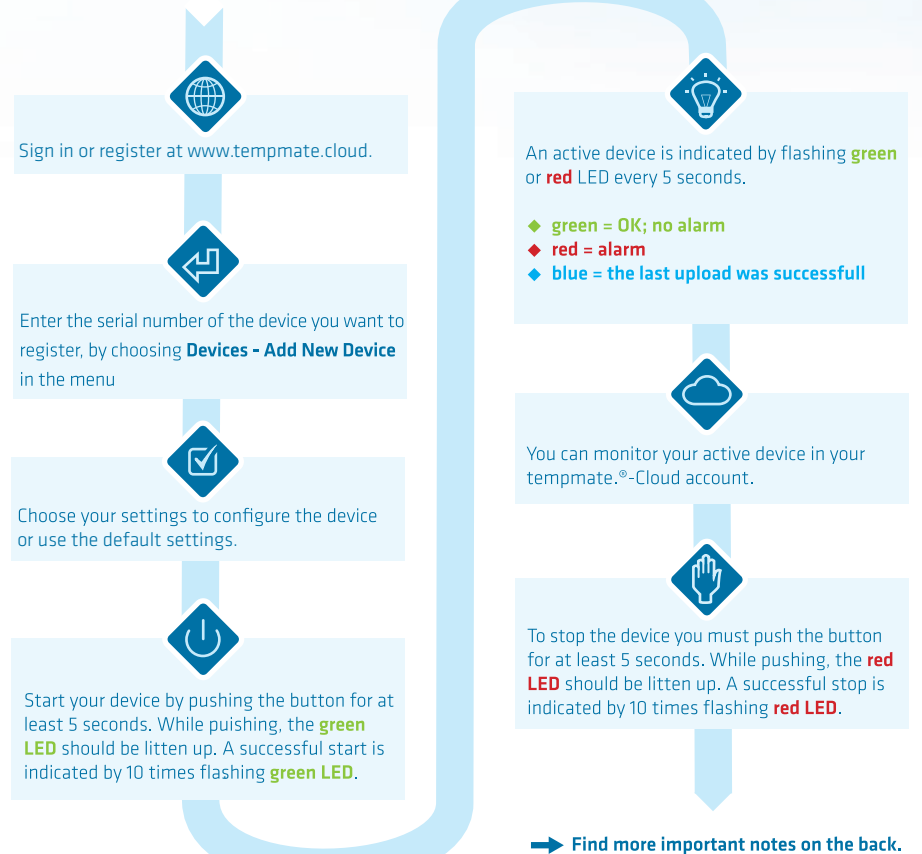 Sign in or register at www.tempmate.cloud.
Enter the serial number of the device you want to
register, by choosing Devices - Add New Device
in the menu
Choose your settings to configure the device
or use the default settings.
Start your device by pushing the button for at
least 5 seconds. While puishing, the green
LED should be litten up. A successful start is
indicated by 10 times flashing green LED.
An active device is indicated by flashing green
or red LED every 5 seconds.
◆ green = OK; no alarm
◆ red = alarm
◆ blue = the last upload was successfull
You can monitor your active device in your
tempmate.®-Cloud account.
To stop the device you must push the button
for at least 5 seconds. While pushing, the red
LED should be litten up. A successful stop is
indicated by 10 times flashing red LED.
Find more important notes on the back.